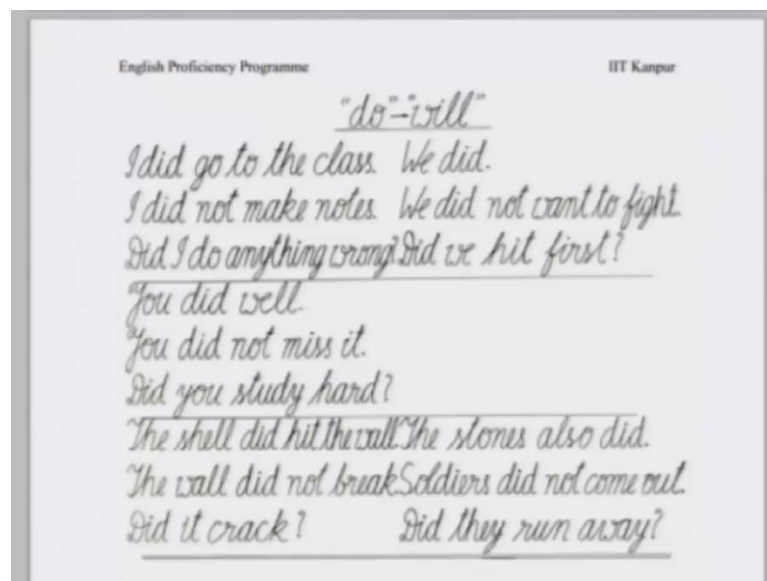 English Proficiency Programme IIT Kanpur
"do"-"will"
I did go to the class. We did.
I did not make notes. We did not want to fight.
Did I do anything wrong? Did we hit first?
You did well.
You did not miss it.
Did you study hard?
The shell did hit the wall The stones also did.
The wall did not break Soldiers did not come out.
Did it crack? Did they run away?